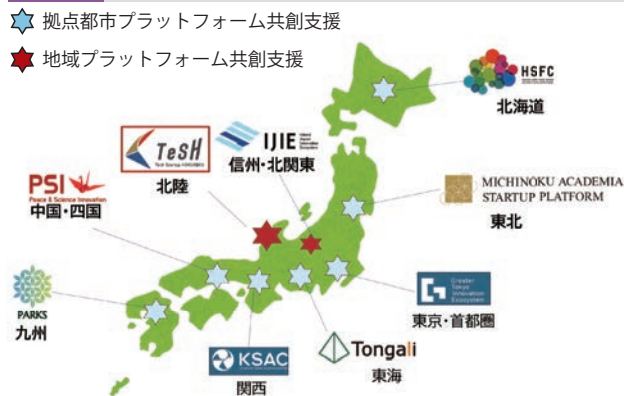 拠点都市プラットフォーム共創支援
地域プラットフォーム共創支援
HSFC
北海道
IJIE
信州・北関東
TeSH
北陸
PSI
Peace & Science Innovation
中国・四国
MICHINOKU ACADEMIA
STARTUP PLATFORM
東北
PARKS
九州
Greater
Tokyo
Innovation
Ecosystem
東京・首都圏
KSAC
関西
Tongali
東海